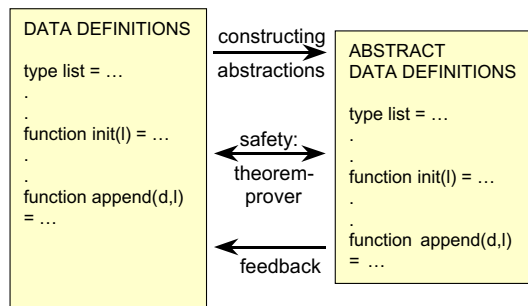 DATA DEFINITIONS
type list = …
.
.
function init(l) = …
.
.
function append(d,l)
= …
constructing
abstractions
safety:
theorem-
prover
feedback
ABSTRACT
DATA DEFINITIONS
type list = …
.
.
function init(l) = …
.
.
function append(d,l)
= …